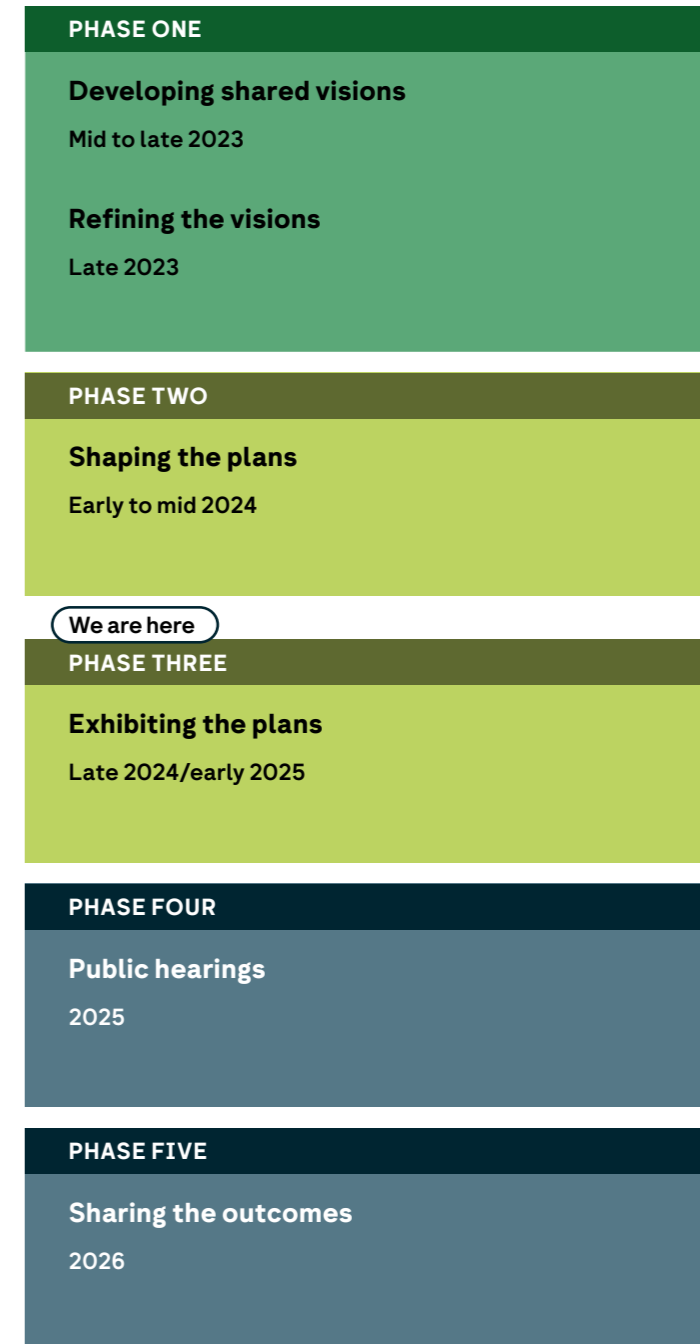 PHASE ONE
Developing shared visions
Mid to late 2023
Refining the visions
Late 2023
PHASE TWO
Shaping the plans
Early to mid 2024
We are here
PHASE THREE
Exhibiting the plans
Late 2024/early 2025
PHASE FOUR
Public hearings
2025
PHASE FIVE
Sharing the outcomes
2026